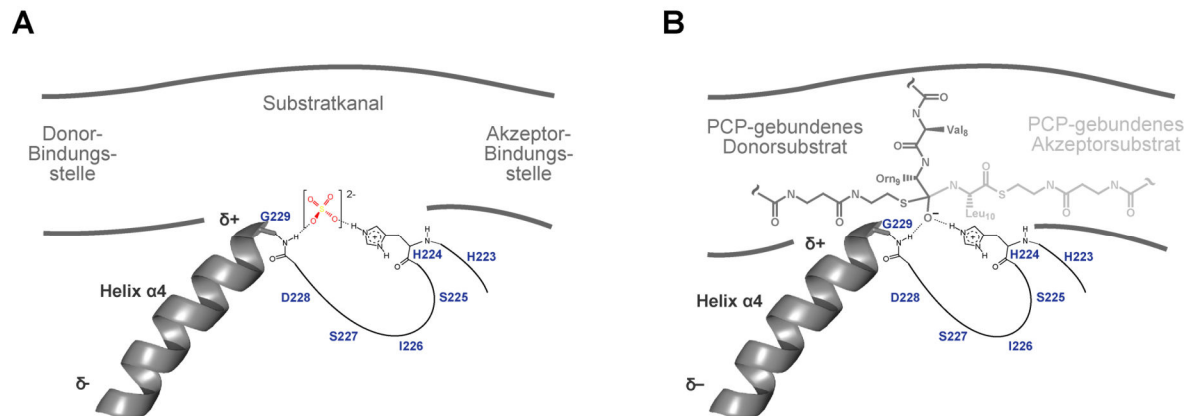 A
Substratkanal
Donor-
Bindungs-
stelle
Akzeptor-
Bindungs-
stelle
2-
O
O
S
O
O
δ+
G229
H
N
O
H
N
N
H
+
H
N
H224
H223
O
Helix α4
D228
S225
S227
I226
δ-
B
O
N
PCP-gebundenes
Donorsubstrat
PCP-gebundenes
Akzeptorsubstrat
Val8
O
N
Orn9
O
O
O
O
N
N
S
N
S
N
N
O
Leu10
O
O-
δ+
G229
H
N
O
H
N
N
H
+
H
N
H224
H223
O
Helix α4
D228
S225
S227
I226
δ–